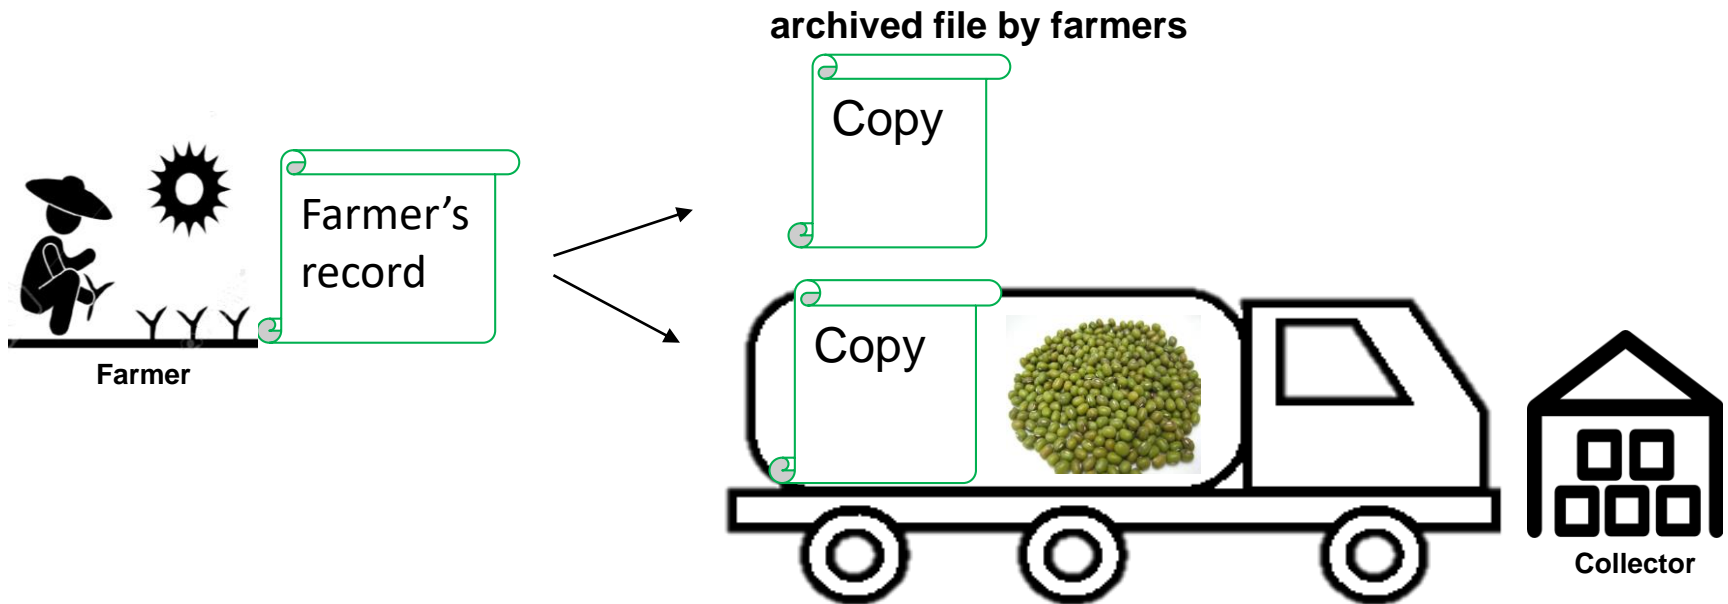 archived file by farmers
Copy
Farmer’s
record
Farmer
Copy
Collector